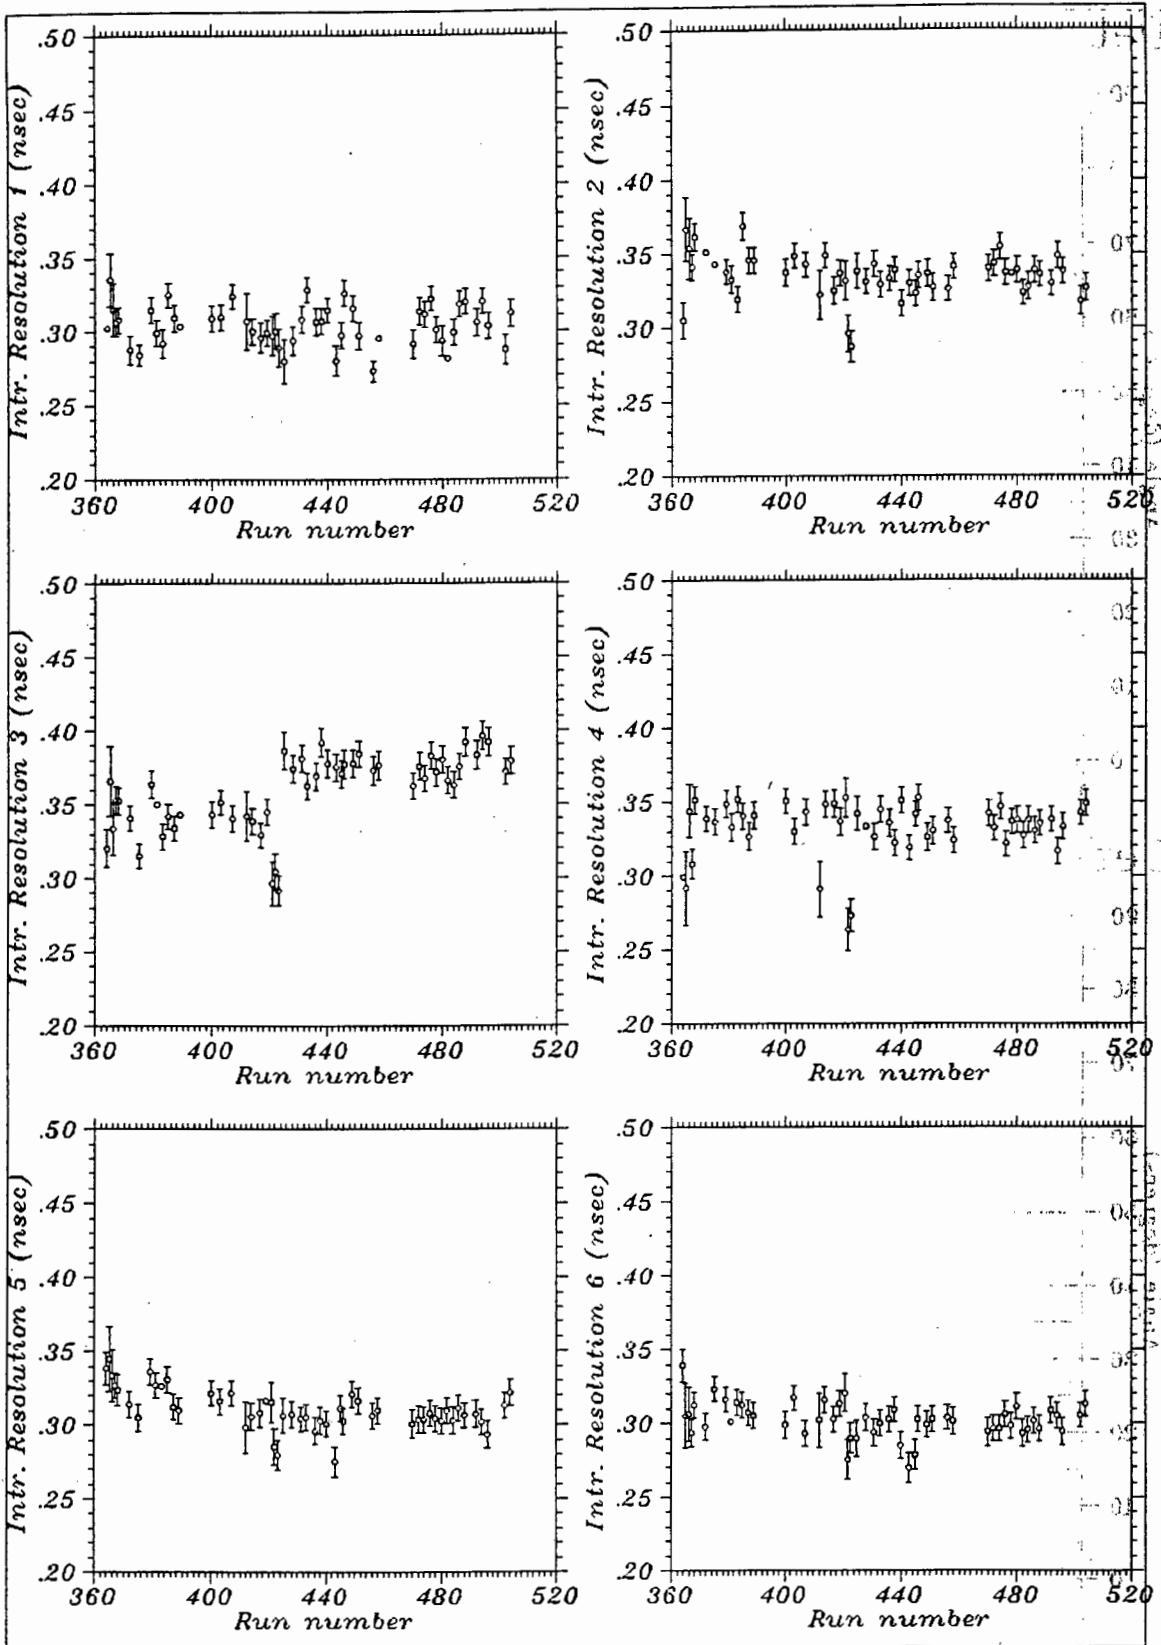 .50 .50
.45 .45
.40 .40
.35 .35
.30 .30
.25 .25
.20 .20
Intr. Resolution 1 (nsec) Intr. Resolution 2 (nsec)
360 400 440 480 520 360 400 440 480 520
Run number Run number
.50 .50
.45 .45
.40 .40
.35 .35
.30 .30
.25 .25
.20 .20
Intr. Resolution 3 (nsec) Intr. Resolution 4 (nsec)
360 400 440 480 520 360 400 440 480 520
Run number Run number
.50 .50
.45 .45
.40 .40
.35 .35
.30 .30
.25 .25
.20 .20
Intr. Resolution 5 (nsec) Intr. Resolution 6 (nsec)
360 400 440 480 520 360 400 440 480 520
Run number Run number